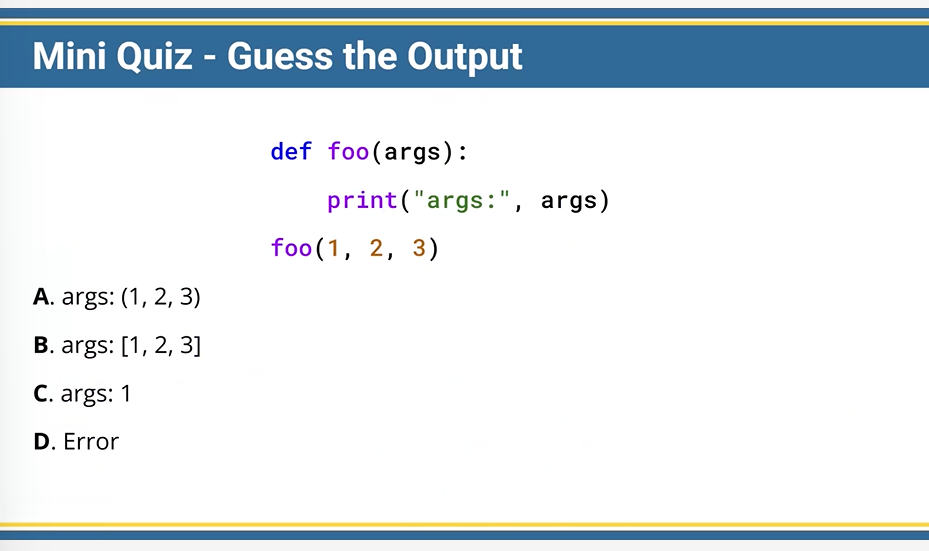 Mini Quiz - Guess the Output
def foo(args):
    print("args:", args)
foo(1, 2, 3)
A. args: (1, 2, 3)
B. args: [1, 2, 3]
C. args: 1
D. Error